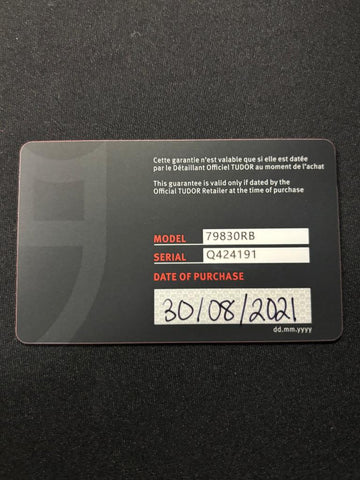 Cette garantie n'est valable que si elle est datée
par le Détaillant Officiel TUDOR au moment de l'achat
This guarantee is valid only if dated by the
Official TUDOR Retailer at the time of purchase
MODEL 79830RB
SERIAL Q424191
DATE OF PURCHASE
30/08/2021
dd.mm.yyyy